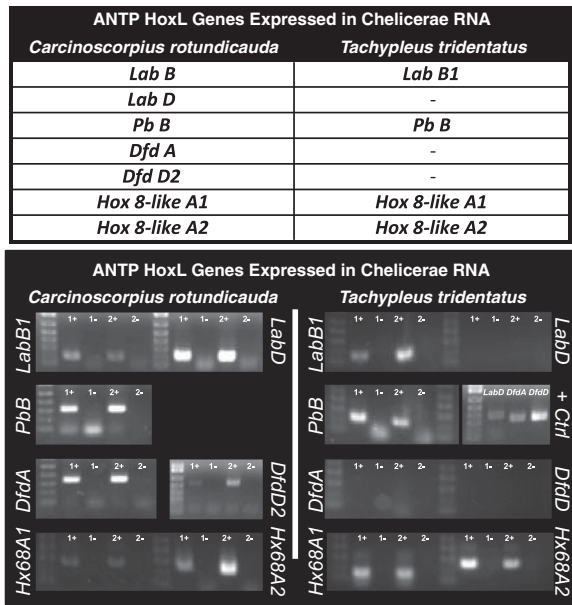 ANTP HoxL Genes Expressed in Chelicerae RNA
Carcinoscorpius rotundicauda Tachypleus tridentatus
Lab B Lab B1
Lab D -
Pb B Pb B
Dfd A -
Dfd D2 -
Hox 8-like A1 Hox 8-like A1
Hox 8-like A2 Hox 8-like A2
ANTP HoxL Genes Expressed in Chelicerae RNA
Carcinoscorpius rotundicauda Tachypleus tridentatus
LabB1 1+ 1- 2+ 2- 1+ 1- 2+ 2- LabD
LabB1 1+ 1- 2+ 2- 1+ 1- 2+ 2- LabD
PbB 1+ 1- 2+ 2-
PbB 1+ 1- 2+ 2- LabD DfdA DfdD + Ctrl
DfdA 1+ 1- 2+ 2- 1+ 1- 2+ 2- DfdD2
DfdA 1+ 1- 2+ 2- 1+ 1- 2+ 2- DfdD
Hx68A1 1+ 1- 2+ 2- 1+ 1- 2+ 2- Hx68A2
Hx68A1 1+ 1- 2+ 2- 1+ 1- 2+ 2- Hx68A2